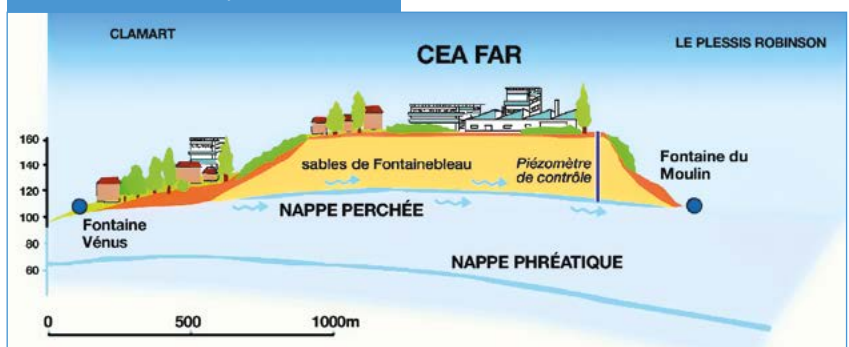 CLAMART
CEA FAR
LE PLESSIS ROBINSON
160
140
120
100
80
60
sables de Fontainebleau
Piézomètre
de contrôle
Fontaine du
Moulin
Fontaine
Vénus
NAPPE PERCHÉE
NAPPE PHRÉATIQUE
0
500
1000m